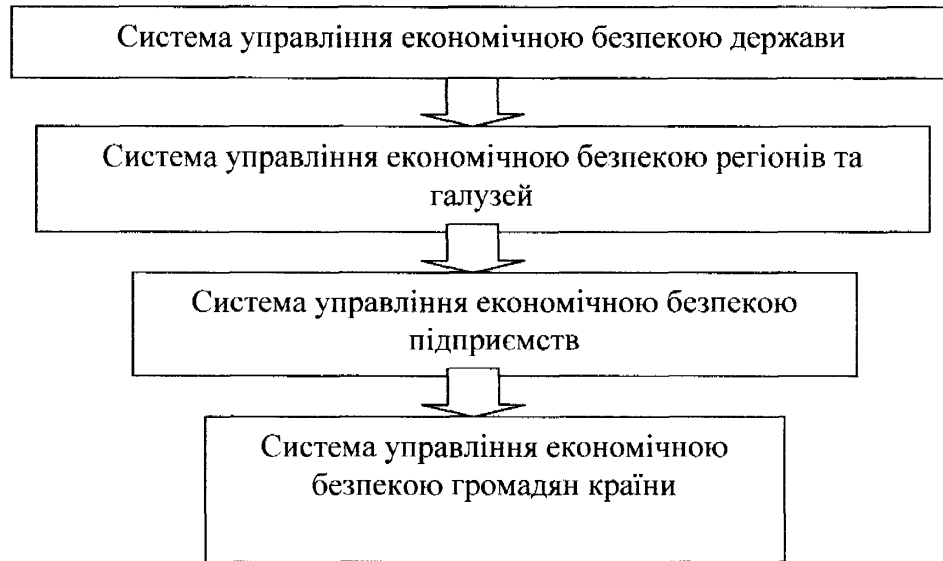 Система управління економічною безпекою держави
Система управління економічною безпекою регіонів та
галузей
Система управління економічною безпекою
підприємств
Система управління економічною
безпекою громадян країни